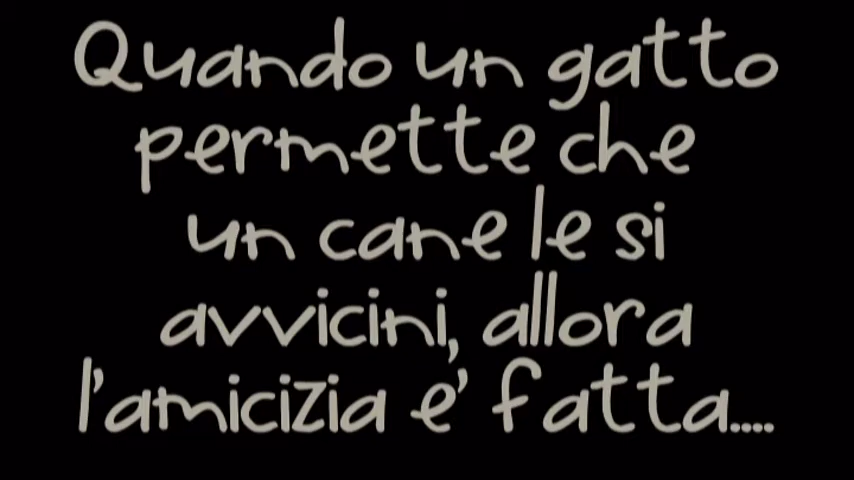 Quando un gatto
permette che
un cane le si
avvicini, allora
l'amicizia e' fatta....